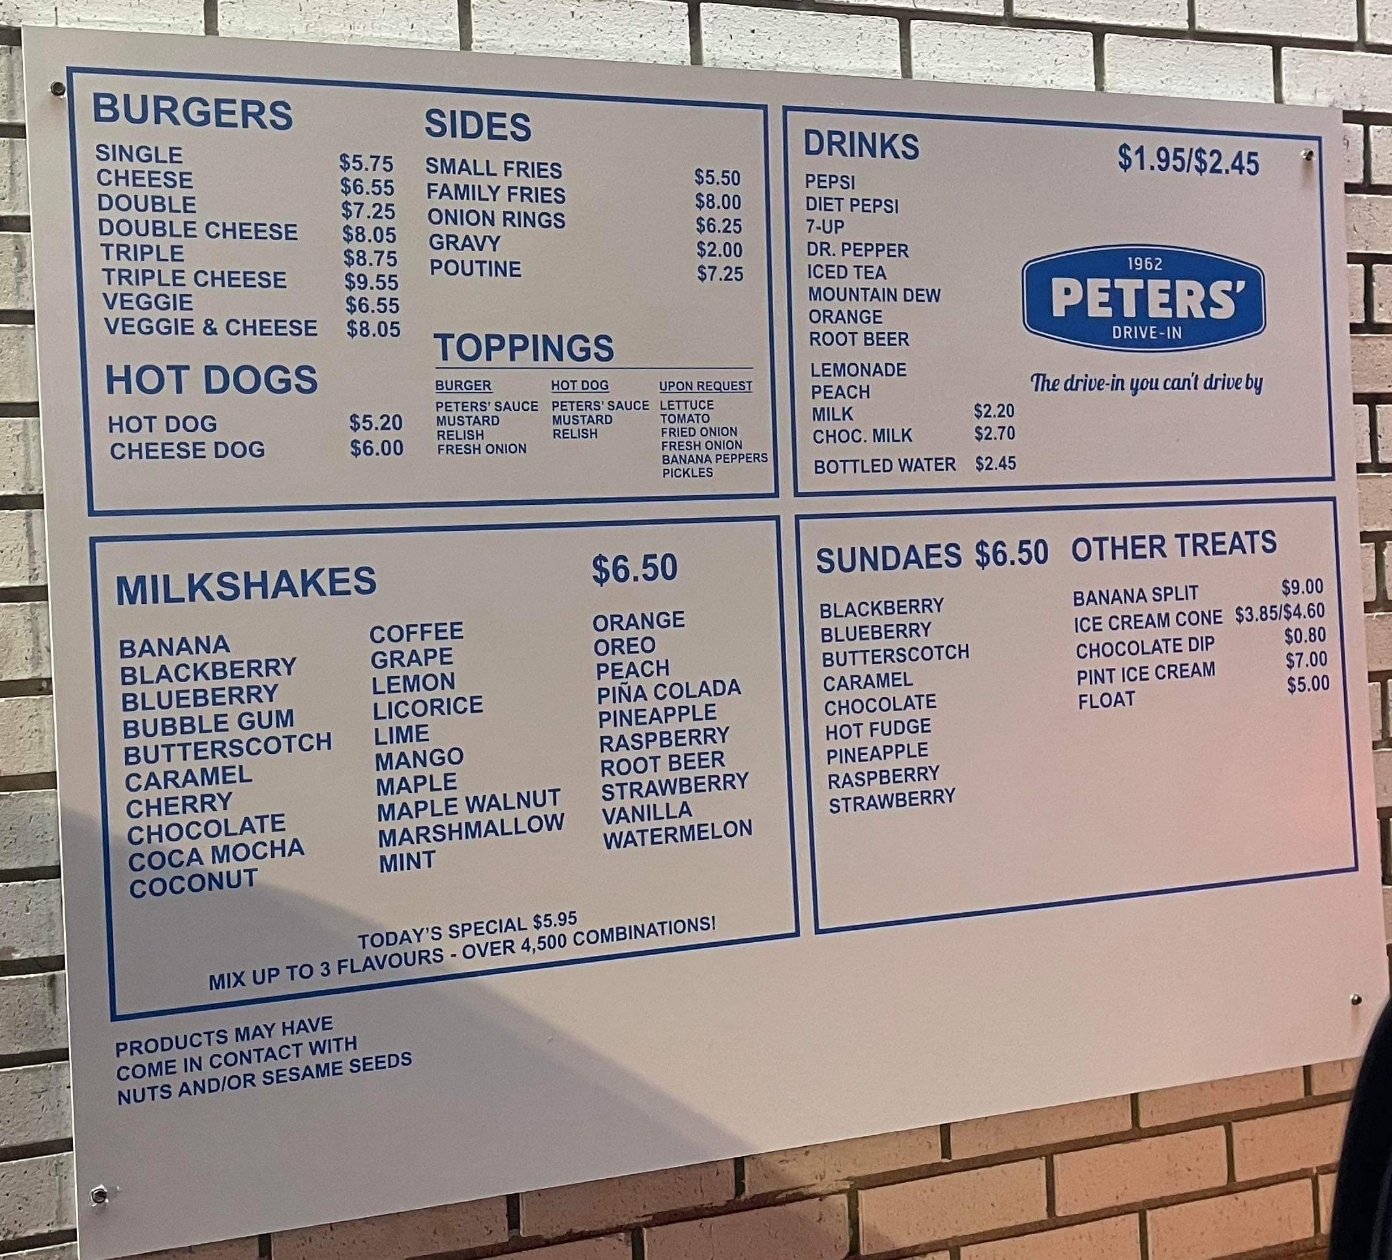 BURGERS
SINGLE $5.75
CHEESE $6.55
DOUBLE $7.25
DOUBLE CHEESE $8.05
TRIPLE $8.75
TRIPLE CHEESE $9.55
VEGGIE $6.55
VEGGIE & CHEESE $8.05
HOT DOGS
HOT DOG $5.20
CHEESE DOG $6.00
SIDES
SMALL FRIES $5.50
FAMILY FRIES $8.00
ONION RINGS $6.25
GRAVY $2.00
POUTINE $7.25
TOPPINGS
BURGER
PETERS' SAUCE
MUSTARD
RELISH
FRESH ONION
HOT DOG
PETERS' SAUCE
MUSTARD
RELISH
UPON REQUEST
LETTUCE
TOMATO
FRIED ONION
FRESH ONION
BANANA PEPPERS
PICKLES
DRINKS $1.95/$2.45
PEPSI
DIET PEPSI
7-UP
DR. PEPPER
ICED TEA
MOUNTAIN DEW
ORANGE
ROOT BEER
LEMONADE
PEACH
MILK $2.20
CHOC. MILK $2.70
BOTTLED WATER $2.45
1962
PETERS'
DRIVE-IN
The drive-in you can't drive by
MILKSHAKES $6.50
BANANA
BLACKBERRY
BLUEBERRY
BUBBLE GUM
BUTTERSCOTCH
CARAMEL
CHERRY
CHOCOLATE
COCA MOCHA
COCONUT
COFFEE
GRAPE
LEMON
LICORICE
LIME
MANGO
MAPLE
MAPLE WALNUT
MARSHMALLOW
MINT
ORANGE
OREO
PEACH
PIÑA COLADA
PINEAPPLE
RASPBERRY
ROOT BEER
STRAWBERRY
VANILLA
WATERMELON
TODAY'S SPECIAL $5.95
MIX UP TO 3 FLAVOURS - OVER 4,500 COMBINATIONS!
SUNDAES $6.50
BLACKBERRY
BLUEBERRY
BUTTERSCOTCH
CARAMEL
CHOCOLATE
HOT FUDGE
PINEAPPLE
RASPBERRY
STRAWBERRY
OTHER TREATS
BANANA SPLIT $9.00
ICE CREAM CONE $3.85/$4.60
CHOCOLATE DIP $0.80
PINT ICE CREAM $7.00
FLOAT $5.00
PRODUCTS MAY HAVE
COME IN CONTACT WITH
NUTS AND/OR SESAME SEEDS